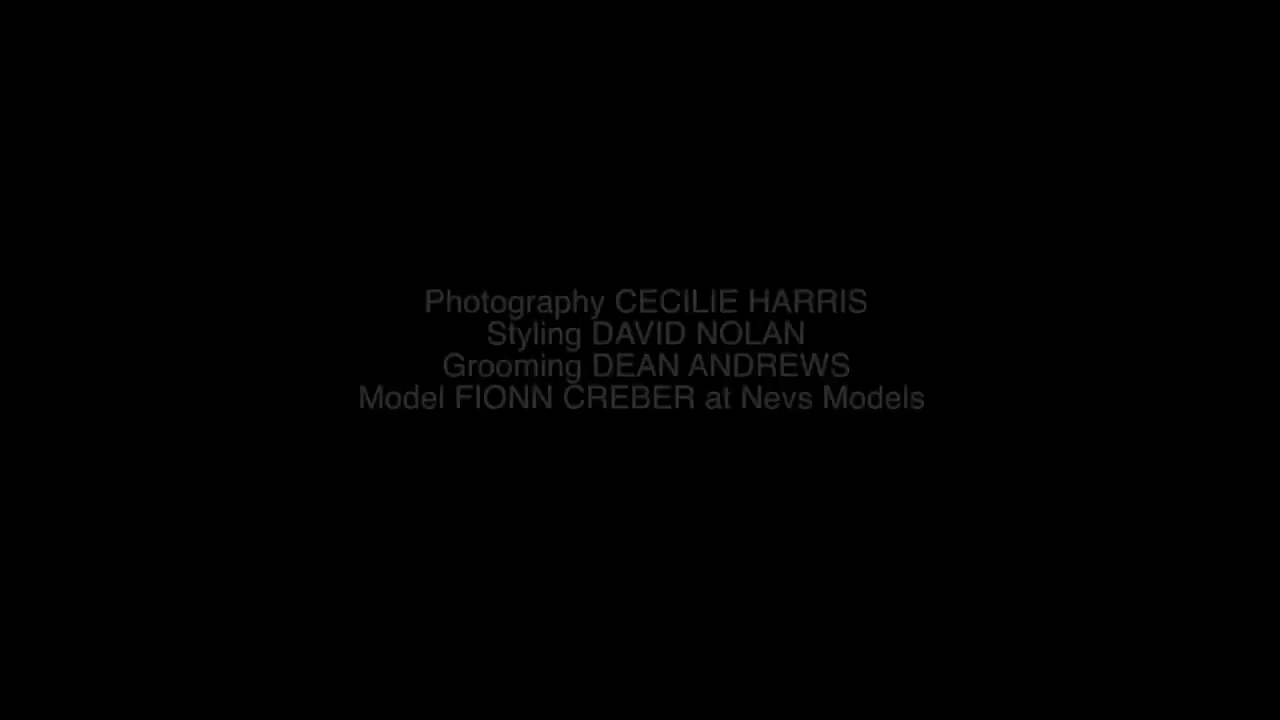 Photography CECILIE HARRIS
Styling DAVID NOLAN
Grooming DEAN ANDREWS
Model FIONN CREBER at Nevs Models